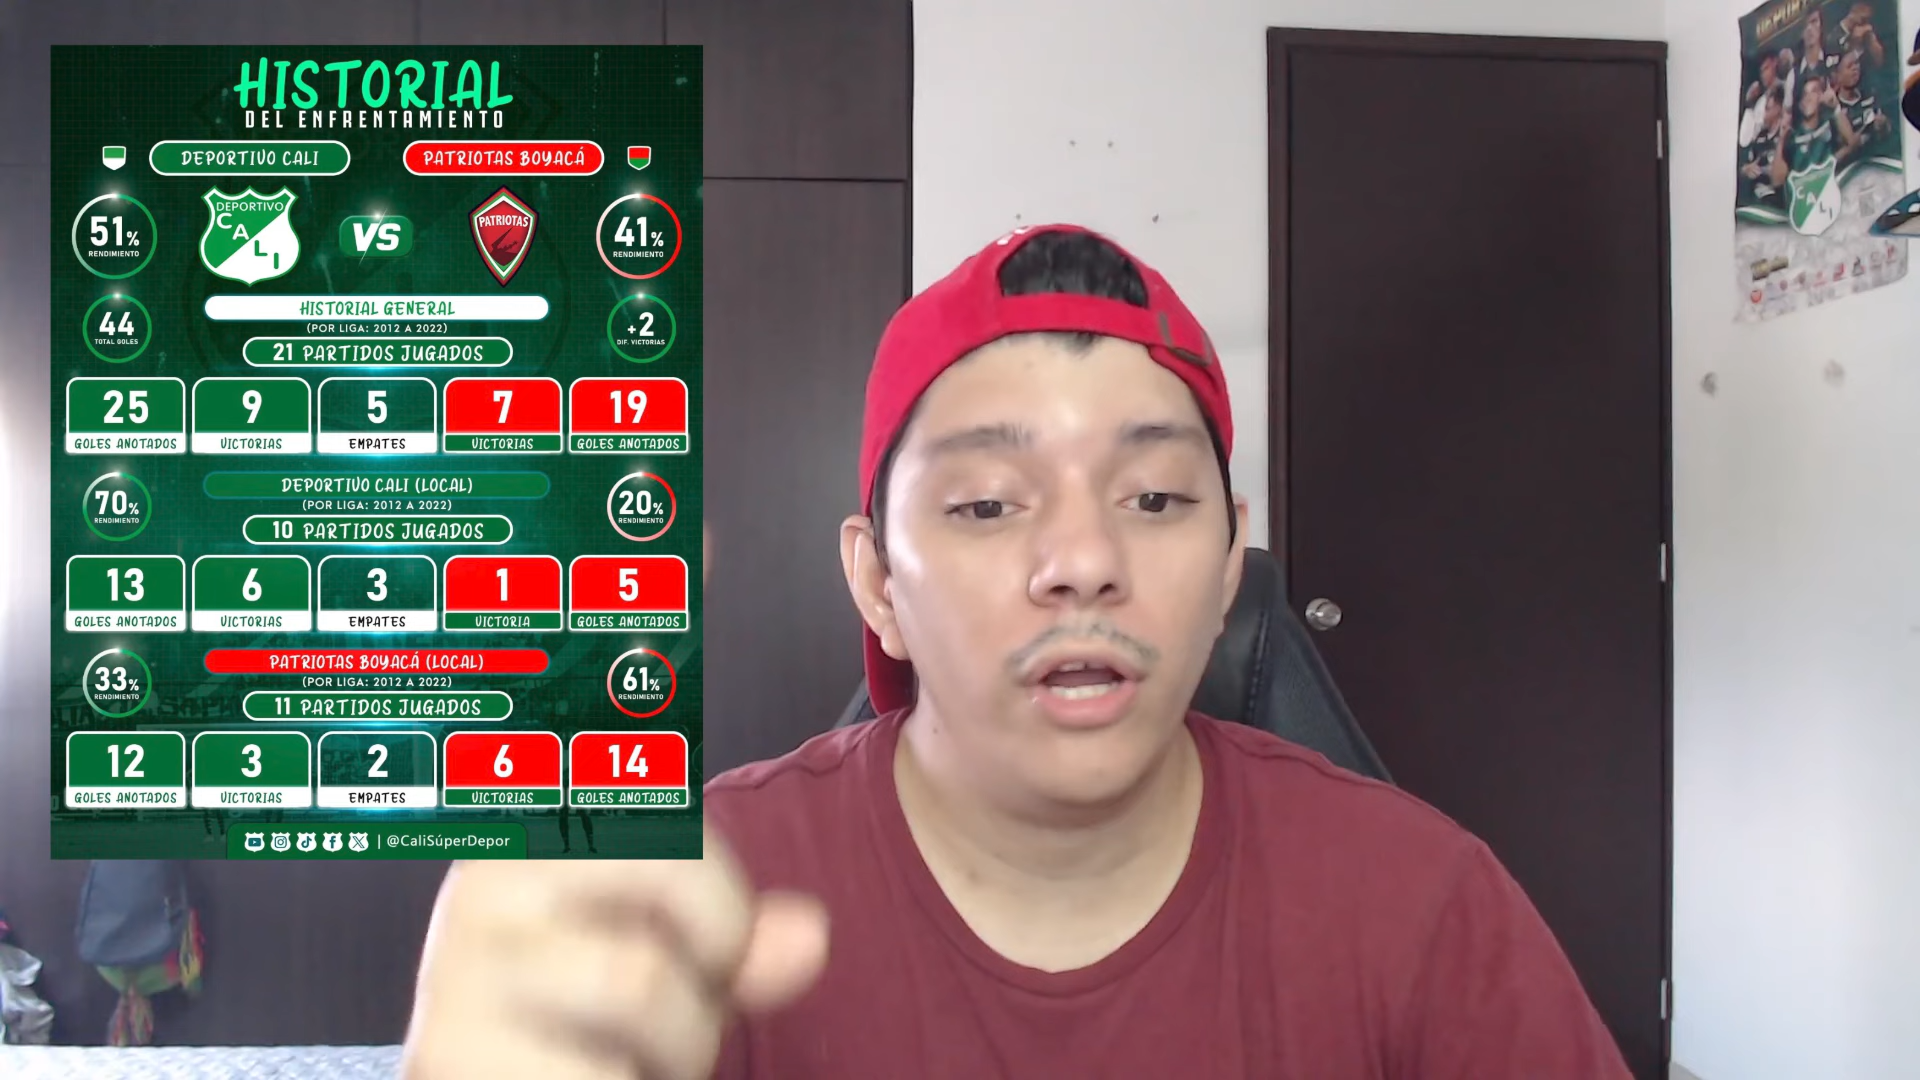 HISTORIAL
DEL ENFRENTAMIENTO
DEPORTIVO CALI
PATRIOTAS BOYACÁ
51%
RENDIMIENTO
DEPORTIVO
CALI
VS
PATRIOTAS
41%
RENDIMIENTO
44
TOTAL GOLES
HISTORIAL GENERAL
(POR LIGA: 2012 A 2022)
21 PARTIDOS JUGADOS
+2
DIF. VICTORIAS
25 9 5 7 19
GOLES ANOTADOS VICTORIAS EMPATES VICTORIAS GOLES ANOTADOS
70%
RENDIMIENTO
DEPORTIVO CALI (LOCAL)
(POR LIGA: 2012 A 2022)
10 PARTIDOS JUGADOS
20%
RENDIMIENTO
13 6 3 1 5
GOLES ANOTADOS VICTORIAS EMPATES VICTORIA GOLES ANOTADOS
33%
RENDIMIENTO
PATRIOTAS BOYACÁ (LOCAL)
(POR LIGA: 2012 A 2022)
11 PARTIDOS JUGADOS
61%
RENDIMIENTO
12 3 2 6 14
GOLES ANOTADOS VICTORIAS EMPATES VICTORIAS GOLES ANOTADOS
| @CaliSúperDepor
CALI